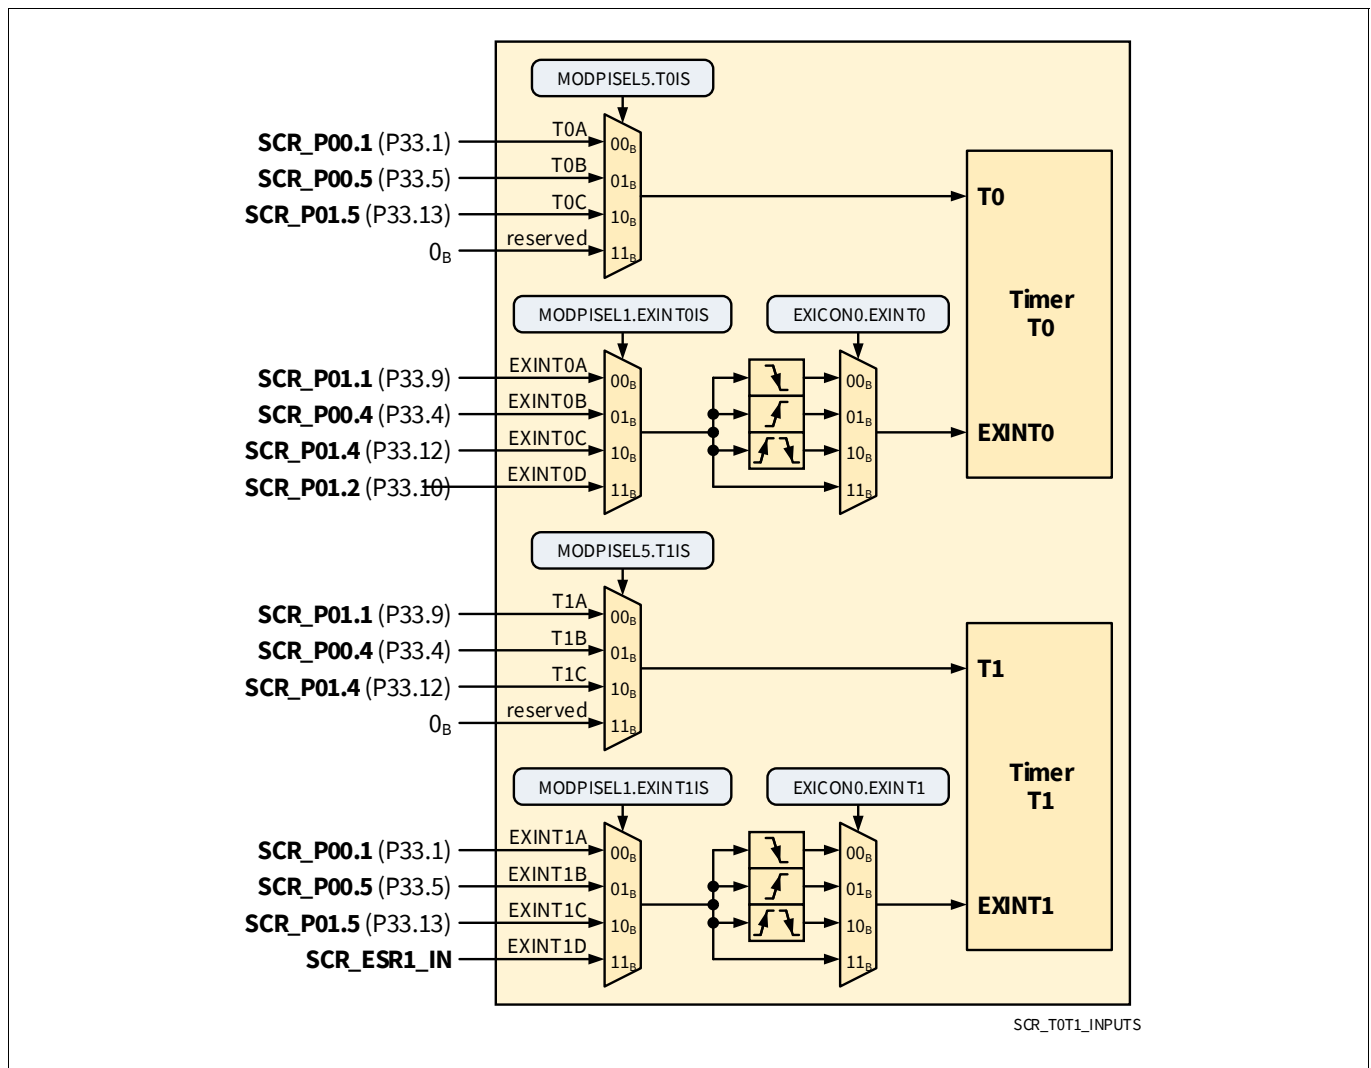 MODPISEL5.T0IS
SCR_P00.1 (P33.1) T0A 00B
SCR_P00.5 (P33.5) T0B 01B
SCR_P01.5 (P33.13) T0C 10B
0B reserved 11B
T0
Timer
T0
MODPISEL1.EXINT0IS EXICON0.EXINT0
SCR_P01.1 (P33.9) EXINT0A 00B 00B
SCR_P00.4 (P33.4) EXINT0B 01B 01B
SCR_P01.4 (P33.12) EXINT0C 10B 10B
SCR_P01.2 (P33.10) EXINT0D 11B 11B
EXINT0
MODPISEL5.T1IS
SCR_P01.1 (P33.9) T1A 00B
SCR_P00.4 (P33.4) T1B 01B
SCR_P01.4 (P33.12) T1C 10B
0B reserved 11B
T1
Timer
T1
MODPISEL1.EXINT1IS EXICON0.EXINT1
SCR_P00.1 (P33.1) EXINT1A 00B 00B
SCR_P00.5 (P33.5) EXINT1B 01B 01B
SCR_P01.5 (P33.13) EXINT1C 10B 10B
SCR_ESR1_IN EXINT1D 11B 11B
EXINT1
SCR_T0T1_INPUTS